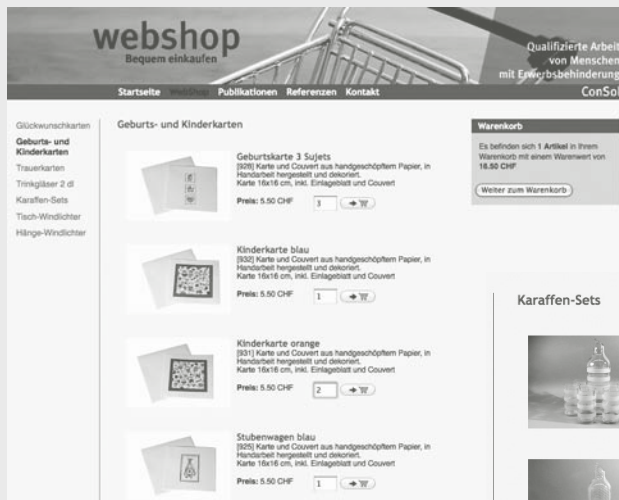 webshop
Bequem einkaufen
Qualifizierte Arbeit
von Menschen
mit Erwerbsbehinderung
ConSol
Startseite WebShop Publikationen Referenzen Kontakt
Glückwunschkarten
Geburts- und
Kinderkarten
Trauerkarten
Trinkgläser 2 dl
Karaffen-Sets
Tisch-Windlichter
Hänge-Windlichter
Geburts- und Kinderkarten
Geburtskarte 3 Sujets
[928] Karte und Couvert aus handgeschöpftem Papier, in
Handarbeit hergestellt und dekoriert.
Karte 16x16 cm, inkl. Einlageblatt und Couvert
Preis: 5.50 CHF 3
Kinderkarte blau
[932] Karte und Couvert aus handgeschöpftem Papier, in
Handarbeit hergestellt und dekoriert.
Karte 16x16 cm, inkl. Einlageblatt und Couvert
Preis: 5.50 CHF 1
Kinderkarte orange
[931] Karte und Couvert aus handgeschöpftem Papier, in
Handarbeit hergestellt und dekoriert.
Karte 16x16 cm, inkl. Einlageblatt und Couvert
Preis: 5.50 CHF 2
Stubenwagen blau
[925] Karte und Couvert aus handgeschöpftem Papier, in
Handarbeit hergestellt und dekoriert.
Karte 16x16 cm, inkl. Einlageblatt und Couvert
Preis: 5.50 CHF 1
Warenkorb
Es befinden sich 1 Artikel in Ihrem
Warenkorb mit einem Warenwert von
16.50 CHF
Weiter zum Warenkorb
Karaffen-Sets